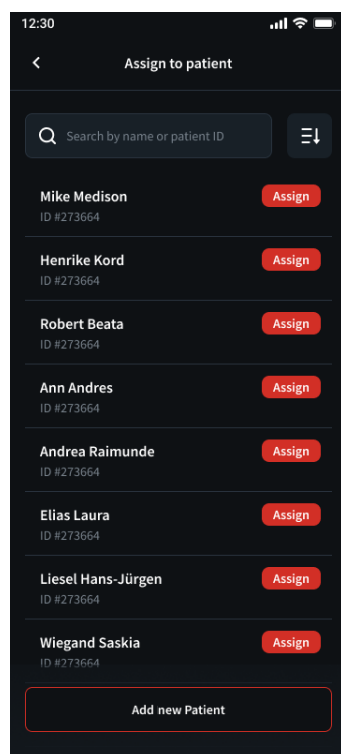 12:30
Assign to patient
Search by name or patient ID
Mike Medison
Assign
ID #273664
Henrike Kord
Assign
ID #273664
Robert Beata
Assign
ID #273664
Ann Andres
Assign
ID #273664
Andrea Raimunde
Assign
ID #273664
Elias Laura
Assign
ID #273664
Liesel Hans-Jürgen
Assign
ID #273664
Wiegand Saskia
Assign
ID #273664
Add new Patient